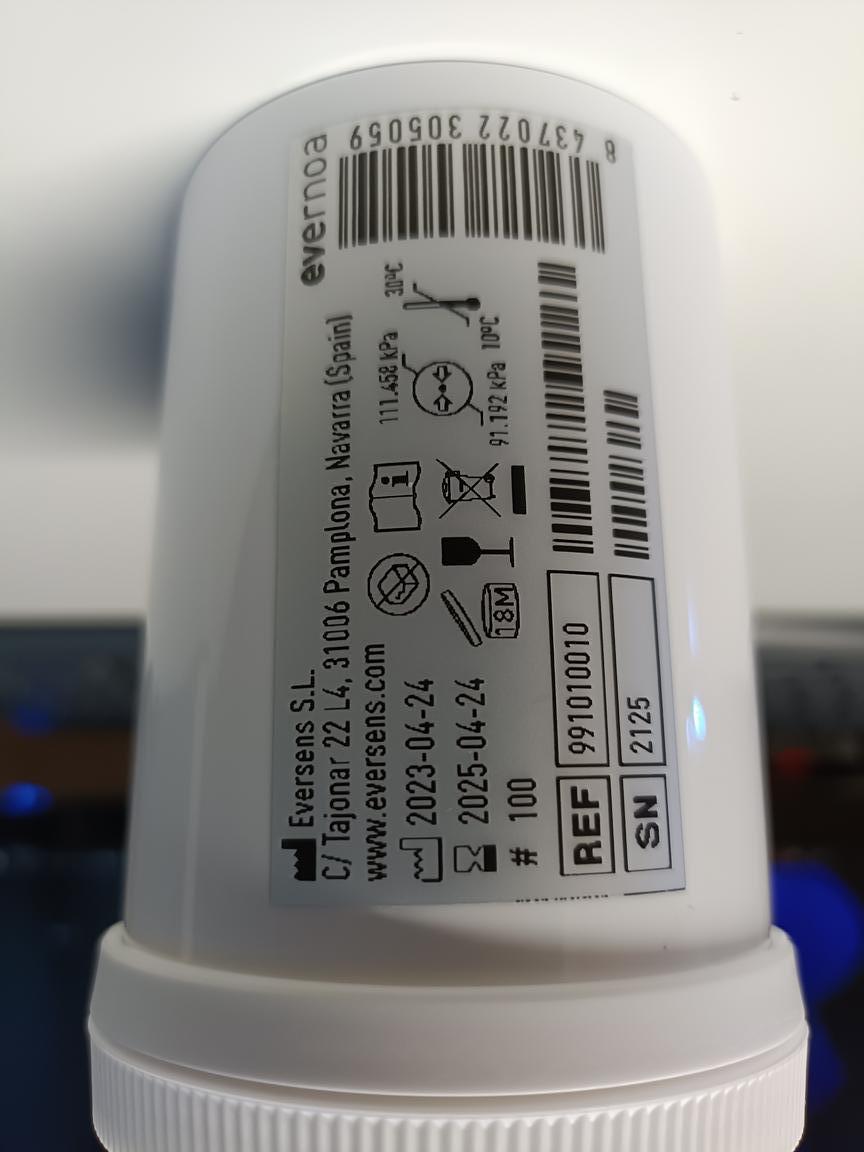 Eversens S.L.
C/ Tajonar 22 L4, 31006 Pamplona, Navarra (Spain)
www.eversens.com
evernoa
2023-04-24
2025-04-24
# 100
18M
111.458 kPa
91.192 kPa
30ºC
10ºC
REF 991010010
SN 2125
8 437022 305059